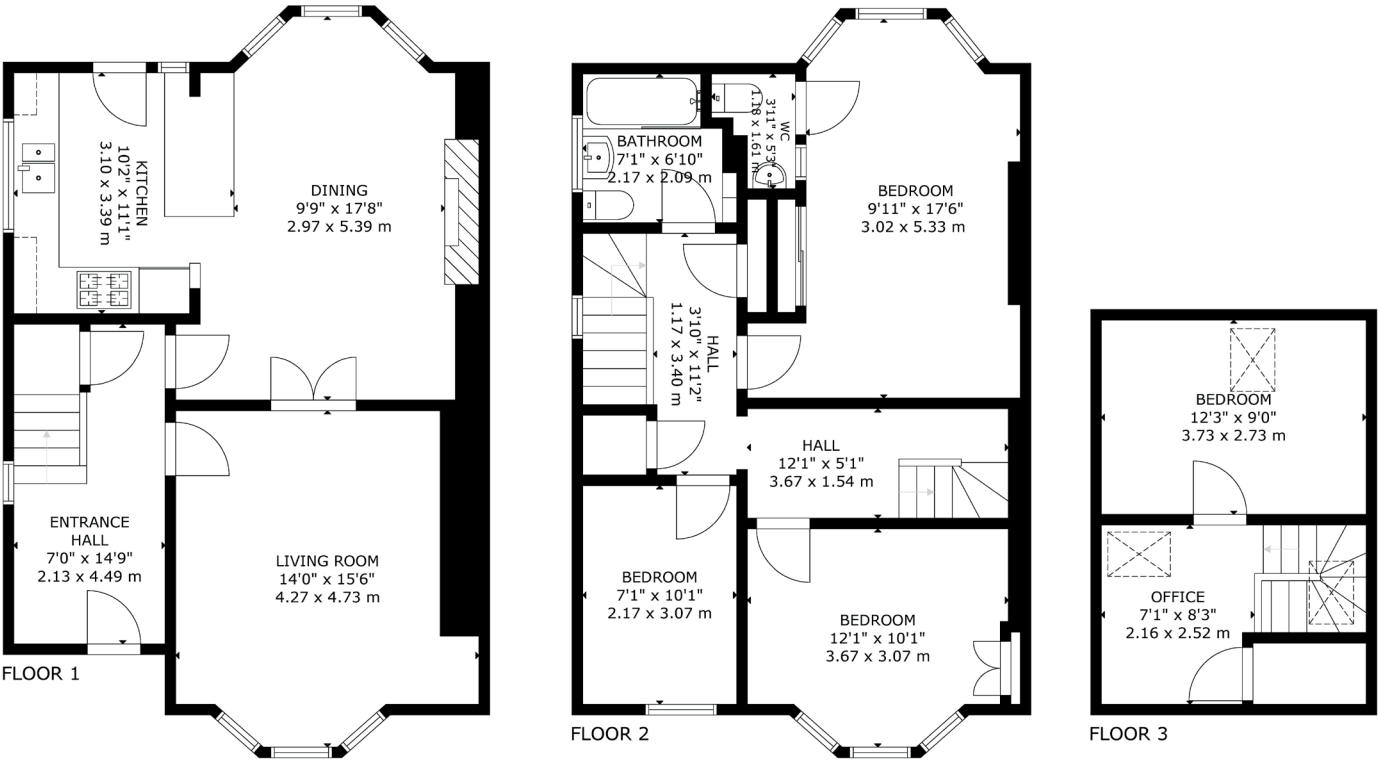 KITCHEN
10'2" x 11'1"
3.10 x 3.39 m
DINING
9'9" x 17'8"
2.97 x 5.39 m
ENTRANCE
HALL
7'0" x 14'9"
2.13 x 4.49 m
LIVING ROOM
14'0" x 15'6"
4.27 x 4.73 m
FLOOR 1
BATHROOM
7'1" x 6'10"
2.17 x 2.09 m
WC
3'11" x 5'3"
1.18 x 1.61 m
BEDROOM
9'11" x 17'6"
3.02 x 5.33 m
HALL
3'10" x 11'2"
1.17 x 3.40 m
HALL
12'1" x 5'1"
3.67 x 1.54 m
BEDROOM
7'1" x 10'1"
2.17 x 3.07 m
BEDROOM
12'1" x 10'1"
3.67 x 3.07 m
FLOOR 2
BEDROOM
12'3" x 9'0"
3.73 x 2.73 m
OFFICE
7'1" x 8'3"
2.16 x 2.52 m
FLOOR 3